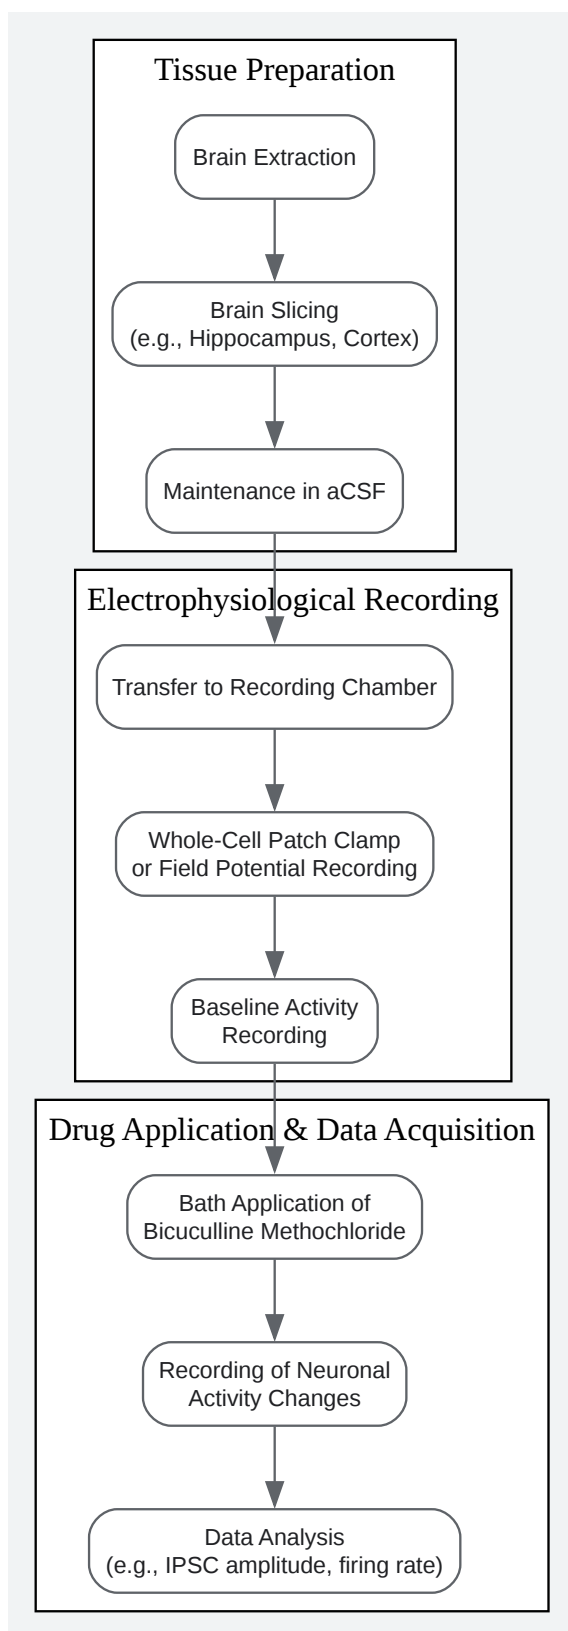 Tissue Preparation
Brain Extraction
Brain Slicing
(e.g., Hippocampus, Cortex)
Maintenance in aCSF
Electrophysiological Recording
Transfer to Recording Chamber
Whole-Cell Patch Clamp
or Field Potential Recording
Baseline Activity
Recording
Drug Application & Data Acquisition
Bath Application of
Bicuculline Methochloride
Recording of Neuronal
Activity Changes
Data Analysis
(e.g., IPSC amplitude, firing rate)